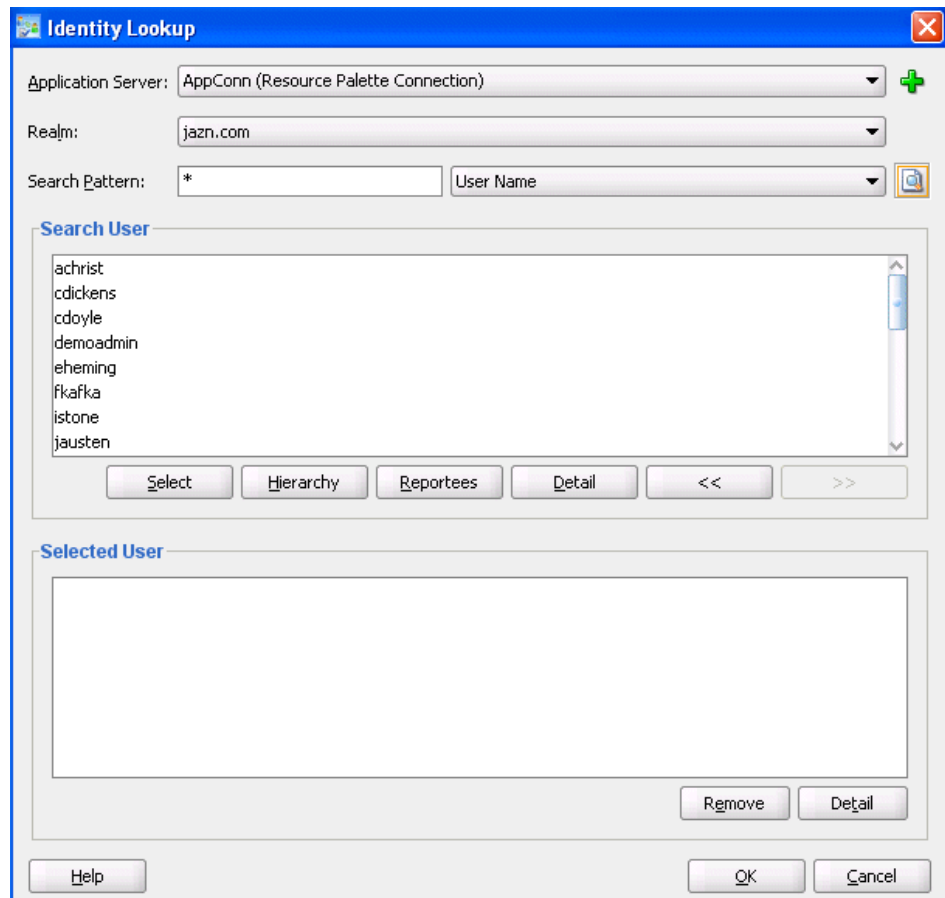 Identity Lookup
Application Server: AppConn (Resource Palette Connection)
Realm: jazn.com
Search Pattern: * User Name
Search User
achrist
cdickens
cdoyle
demoadmin
eheming
fkafka
istone
jausten
Select Hierarchy Reportees Detail << >>
Selected User
Remove Detail
Help OK Cancel